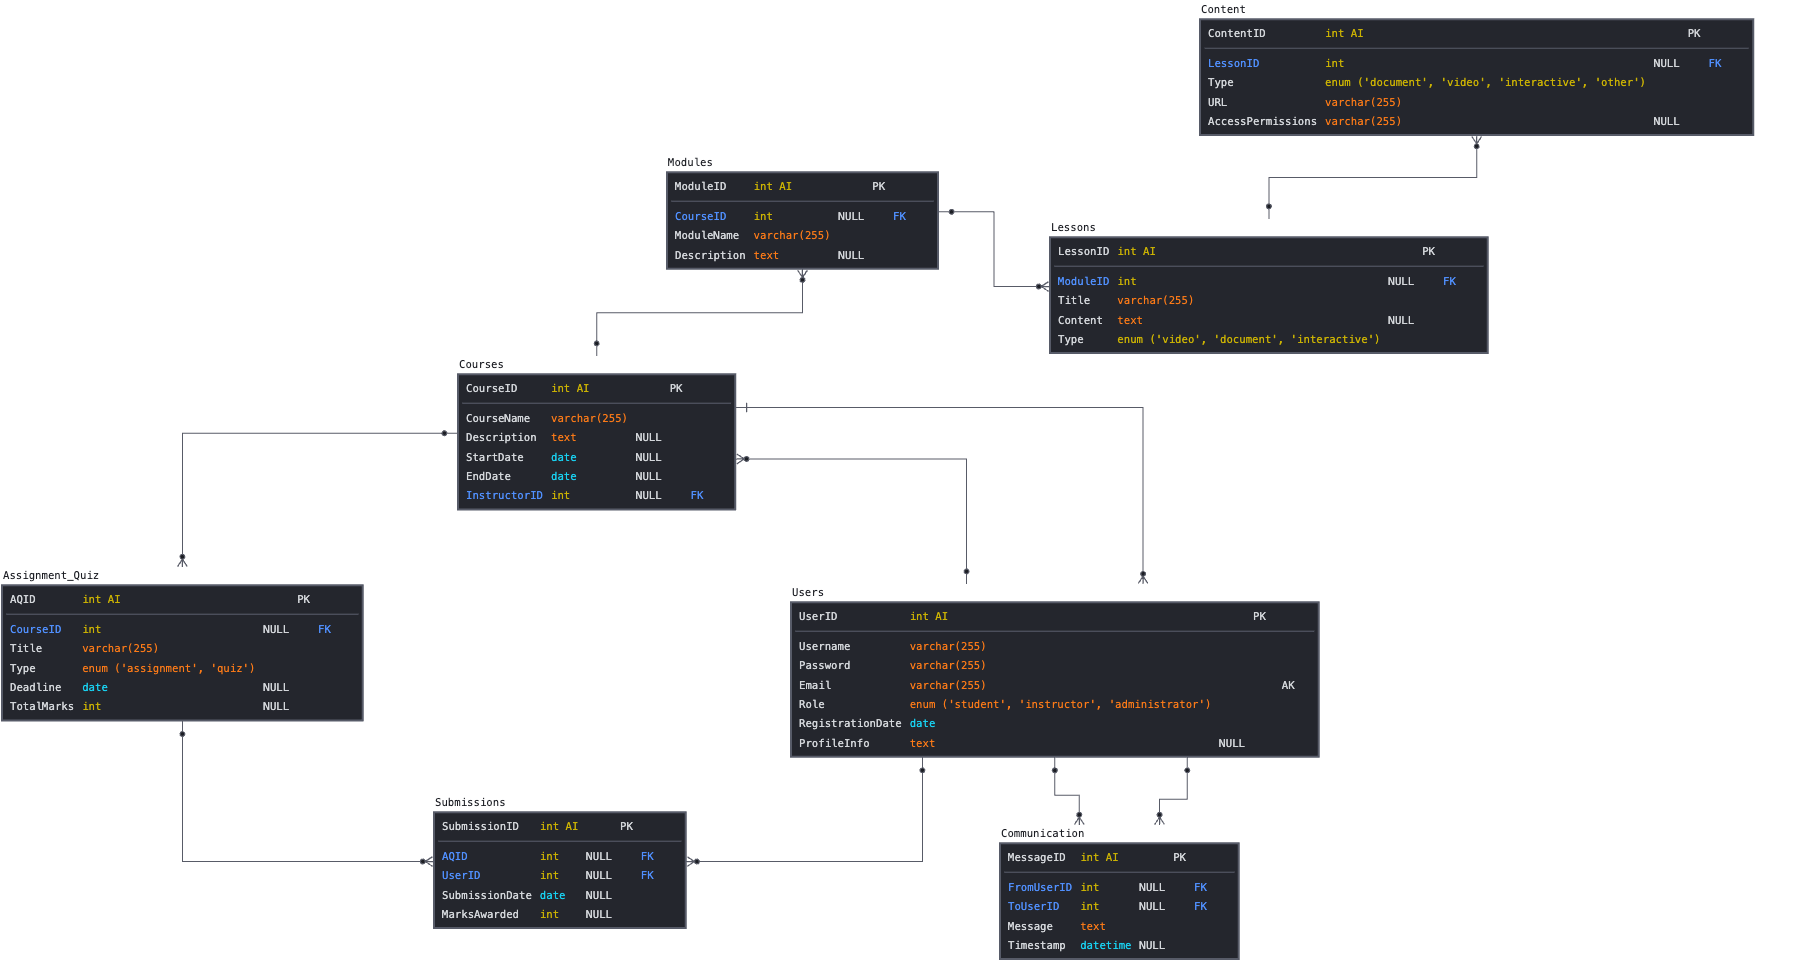 Content
ContentID int AI PK
LessonID int NULL FK
Type enum ('document', 'video', 'interactive', 'other')
URL varchar(255)
AccessPermissions varchar(255) NULL
Modules
ModuleID int AI PK
CourseID int NULL FK
ModuleName varchar(255)
Description text NULL
Lessons
LessonID int AI PK
ModuleID int NULL FK
Title varchar(255)
Content text NULL
Type enum ('video', 'document', 'interactive')
Courses
CourseID int AI PK
CourseName varchar(255)
Description text NULL
StartDate date NULL
EndDate date NULL
InstructorID int NULL FK
Assignment_Quiz
AQID int AI PK
CourseID int NULL FK
Title varchar(255)
Type enum ('assignment', 'quiz')
Deadline date NULL
TotalMarks int NULL
Users
UserID int AI PK
Username varchar(255)
Password varchar(255)
Email varchar(255) AK
Role enum ('student', 'instructor', 'administrator')
RegistrationDate date
ProfileInfo text NULL
Submissions
SubmissionID int AI PK
AQID int NULL FK
UserID int NULL FK
SubmissionDate date NULL
MarksAwarded int NULL
Communication
MessageID int AI PK
FromUserID int NULL FK
ToUserID int NULL FK
Message text
Timestamp datetime NULL